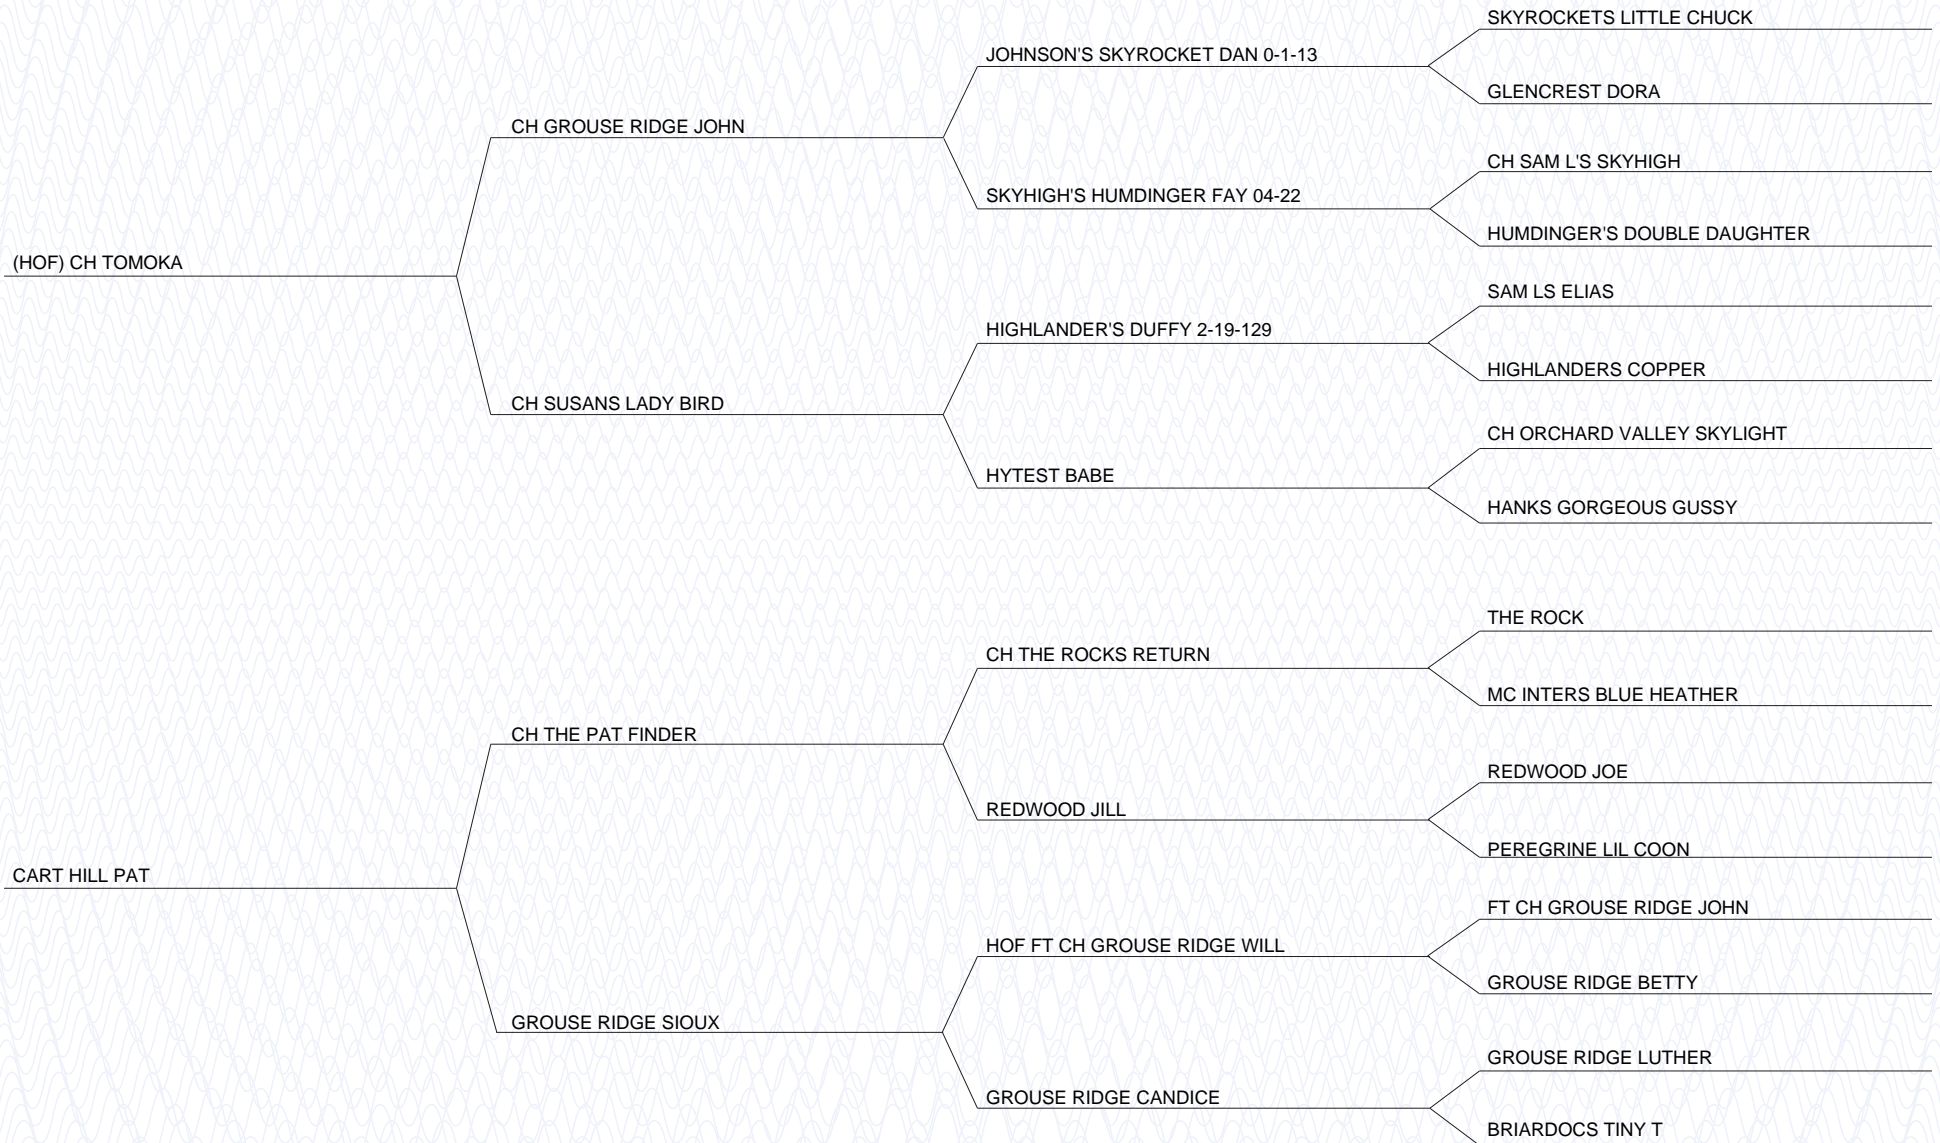 SKYROCKETS LITTLE CHUCK
JOHNSON'S SKYROCKET DAN 0-1-13
GLENCREST DORA
CH GROUSE RIDGE JOHN
CH SAM L'S SKYHIGH
SKYHIGH'S HUMDINGER FAY 04-22
HUMDINGER'S DOUBLE DAUGHTER
(HOF) CH TOMOKA
SAM LS ELIAS
HIGHLANDER'S DUFFY 2-19-129
HIGHLANDERS COPPER
CH SUSANS LADY BIRD
CH ORCHARD VALLEY SKYLIGHT
HYTEST BABE
HANKS GORGEOUS GUSSY
THE ROCK
CH THE ROCKS RETURN
MC INTERS BLUE HEATHER
CH THE PAT FINDER
REDWOOD JOE
REDWOOD JILL
PEREGRINE LIL COON
CART HILL PAT
FT CH GROUSE RIDGE JOHN
HOF FT CH GROUSE RIDGE WILL
GROUSE RIDGE BETTY
GROUSE RIDGE SIOUX
GROUSE RIDGE LUTHER
GROUSE RIDGE CANDICE
BRIARDOCS TINY T